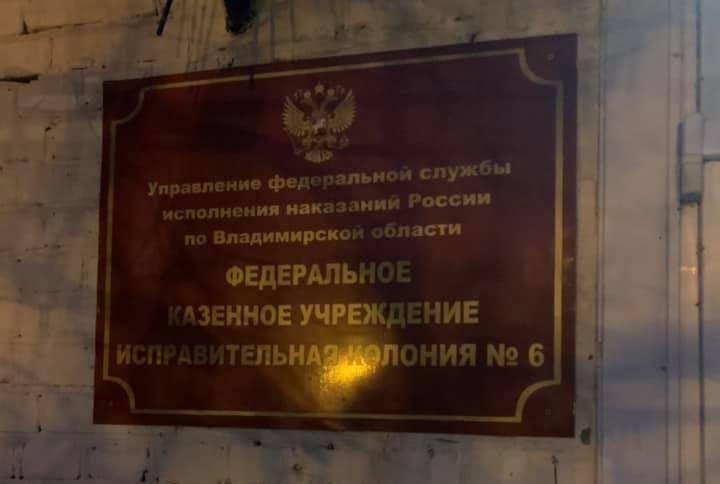 Управление федеральной службы
исполнения наказаний России
по Владимирской области
ФЕДЕРАЛЬНОЕ
КАЗЕННОЕ УЧРЕЖДЕНИЕ
ИСПРАВИТЕЛЬНАЯ КОЛОНИЯ № 6